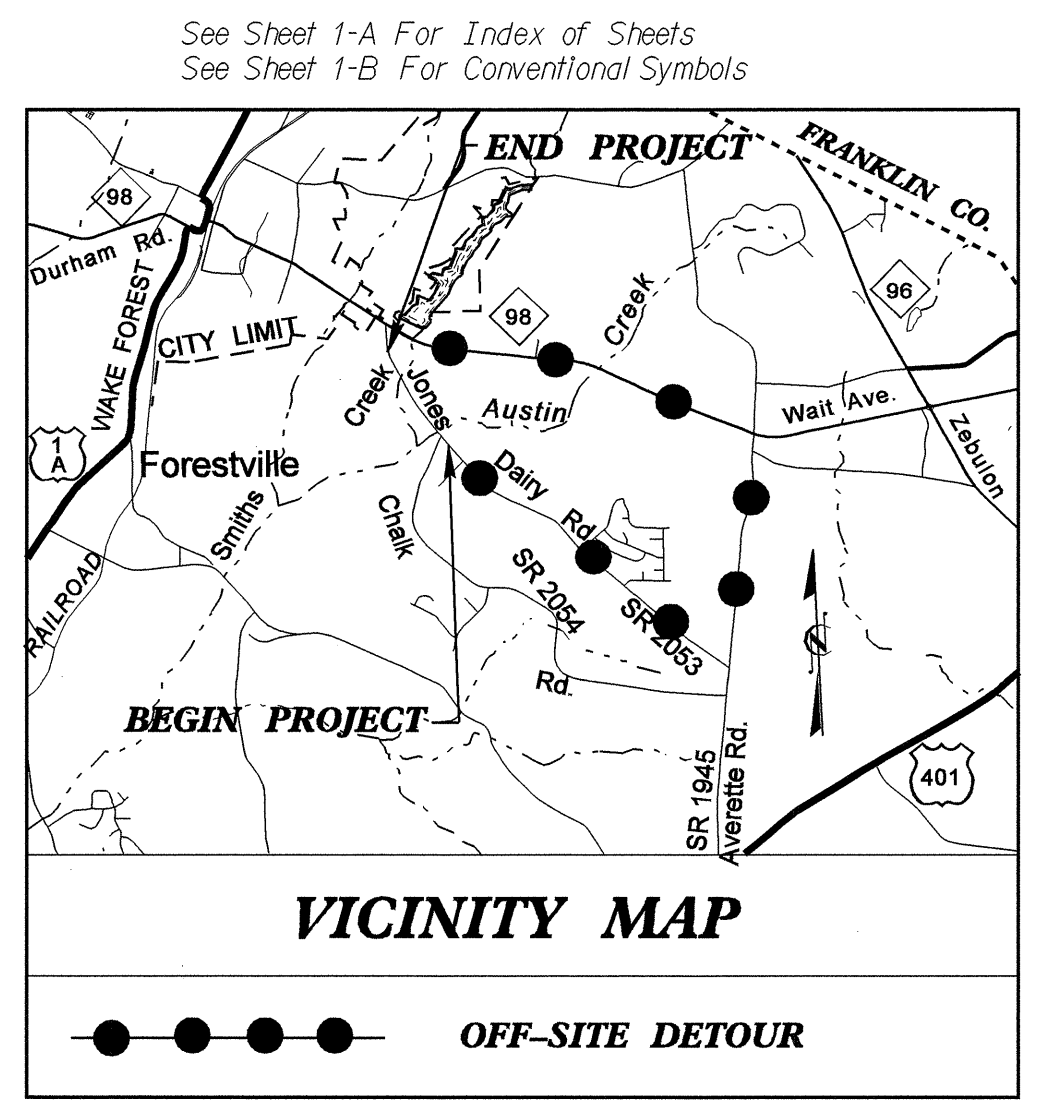 See Sheet 1-A For Index of Sheets
See Sheet 1-B For Conventional Symbols
END PROJECT
FRANKLIN CO.
98
Durham Rd.
WAKE FOREST
CITY LIMIT
98
Creek
96
Creek
Jones
Austin
Wait Ave.
Zebulon
1
A
Forestville
Smiths
Chalk
Dairy
Rd.
SR 2054
SR 2053
Rd.
RAILROAD
N
BEGIN PROJECT
SR 1945
Averette Rd.
401
VICINITY MAP
OFF-SITE DETOUR